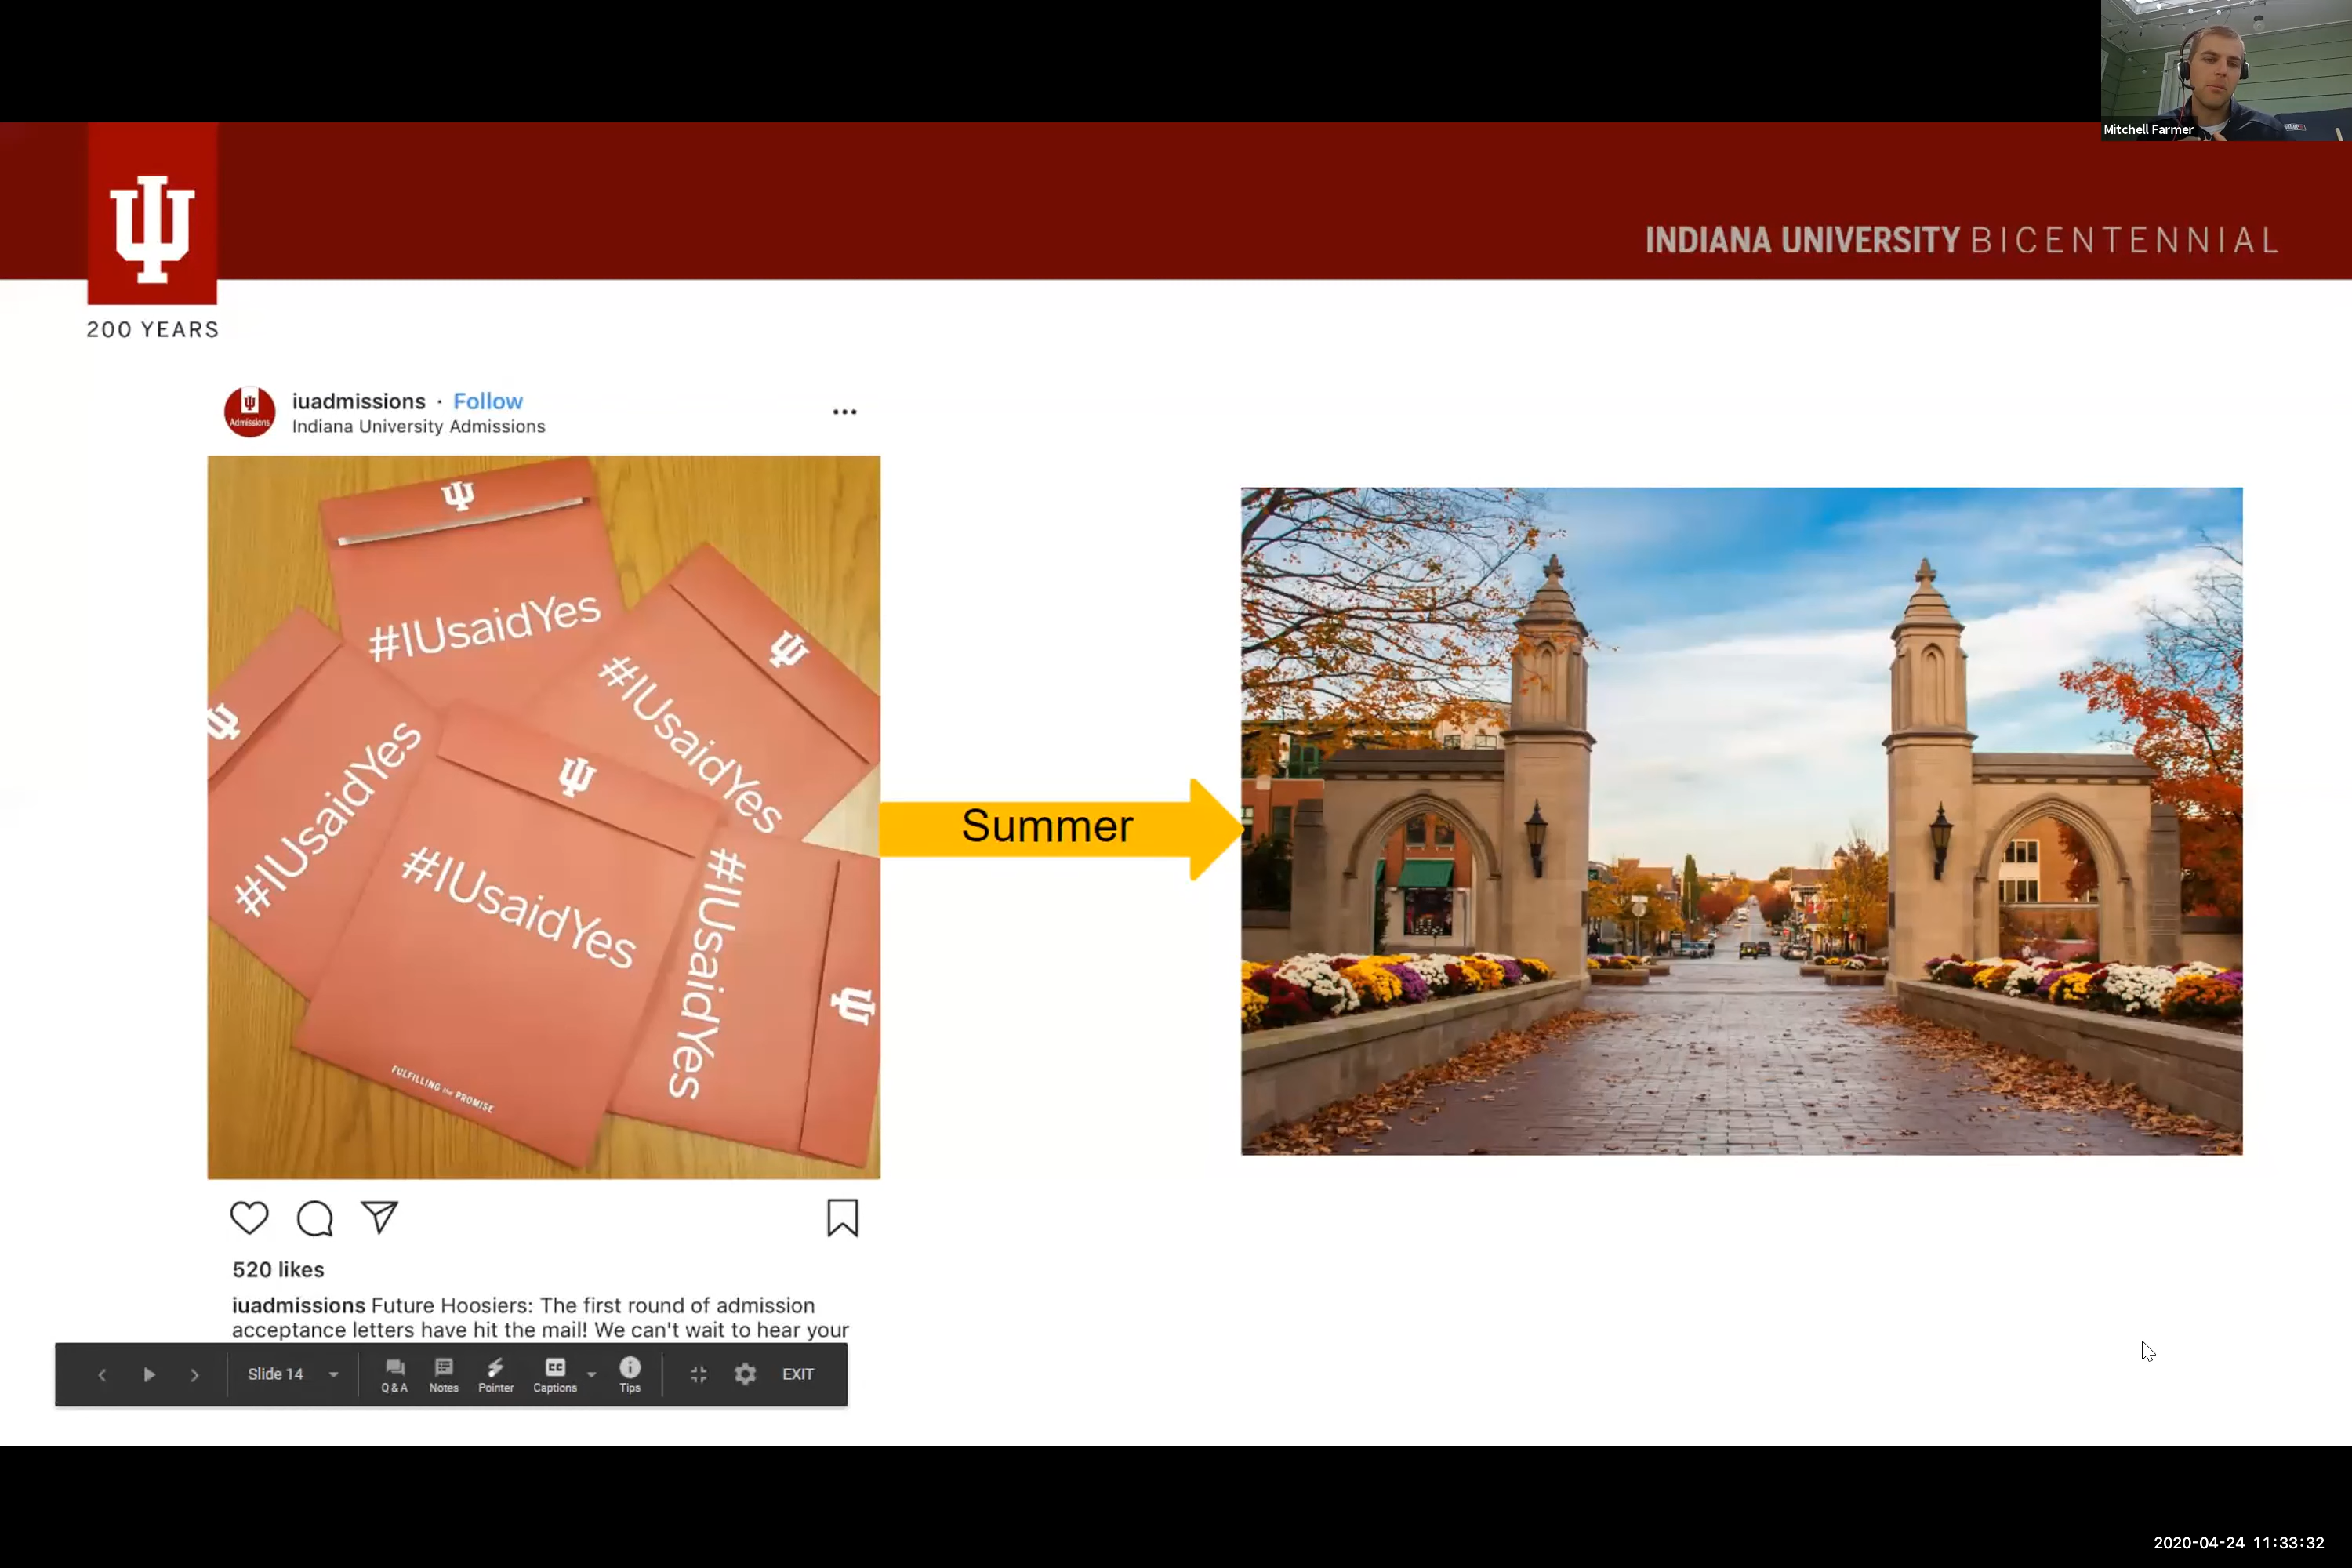 Mitchell Farmer
INDIANA UNIVERSITY BICENTENNIAL
200 YEARS
Admissions
iuadmissions · Follow
Indiana University Admissions
#IUsaidYes
#IUsaidYes
#IUsaidYes
#IUsaidYes
#IUsaidYes
FULFILLING the PROMISE
Summer
520 likes
iuadmissions Future Hoosiers: The first round of admission
acceptance letters have hit the mail! We can't wait to hear your
Slide 14
Q & A
Notes
Pointer
CC
Captions
Tips
EXIT
2020-04-24 11:33:32